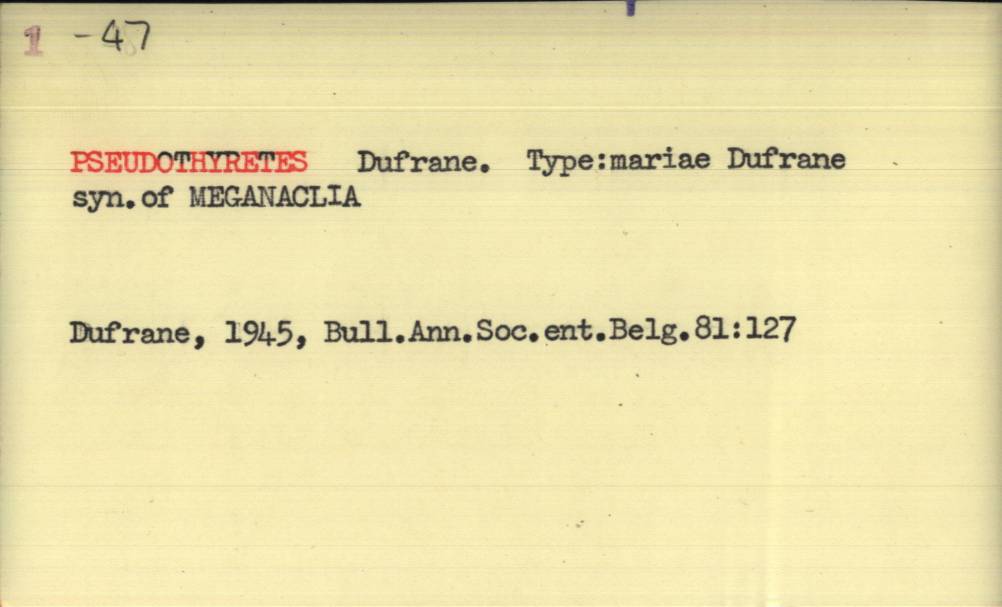 1 -47
PSEUDOTHYRETES Dufrane. Type:mariae Dufrane
syn.of MEGANACLIA
Dufrane, 1945, Bull.Ann.Soc.ent.Belg.81:127